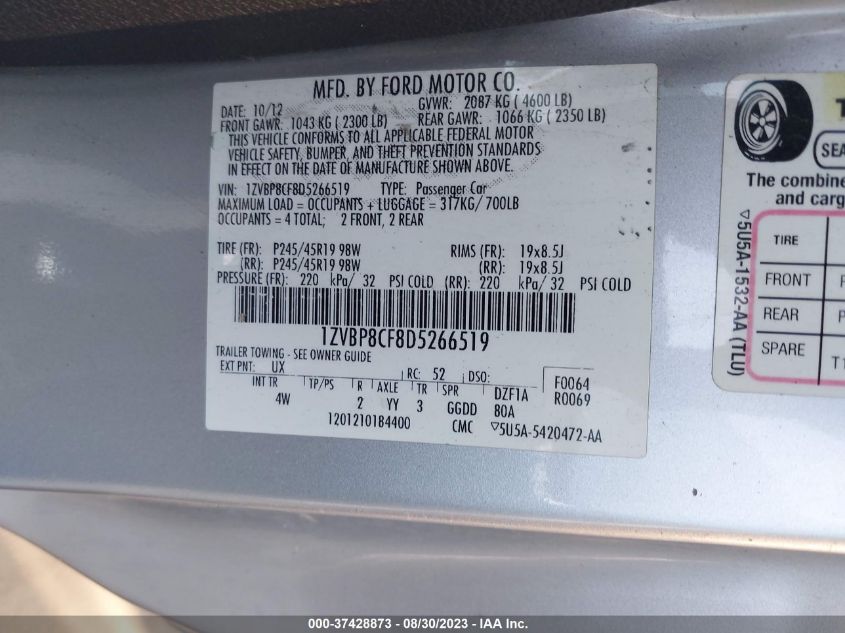 MFD. BY FORD MOTOR CO.
DATE: 10/12 GVWR: 2087 KG ( 4600 LB)
FRONT GAWR: 1043 KG ( 2300 LB) REAR GAWR: 1066 KG ( 2350 LB)
THIS VEHICLE CONFORMS TO ALL APPLICABLE FEDERAL MOTOR
VEHICLE SAFETY, BUMPER, AND THEFT PREVENTION STANDARDS
IN EFFECT ON THE DATE OF MANUFACTURE SHOWN ABOVE.
VIN: 1ZVBP8CF8D5266519 TYPE: Passenger Car
MAXIMUM LOAD = OCCUPANTS + LUGGAGE = 317KG/ 700LB
OCCUPANTS = 4 TOTAL; 2 FRONT, 2 REAR
TIRE (FR): P245/45R19 98W RIMS (FR): 19x8.5J
(RR): P245/45R19 98W (RR): 19x8.5J
PRESSURE (FR): 220 kPa/ 32 PSI COLD (RR): 220 kPa/ 32 PSI COLD
1ZVBP8CF8D5266519
TRAILER TOWING - SEE OWNER GUIDE
EXT PNT: UX RC: 52 DSO: F0064
INT TR TP/PS R AXLE TR SPR DZF1A R0069
4W 2 YY 3 GGDD BOA
1201210184400 CMC ▽5U5A-5420472-AA
SEA
The combine
and carg
TIRE
FRONT
REAR
SPARE T1
▽5U5A-1532-AA (TLU)
000-37428873 - 08/30/2023 - IAA Inc.